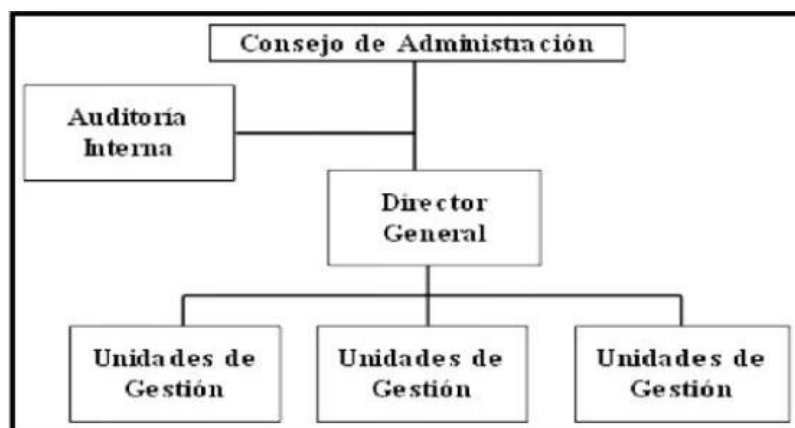 Consejo de Administración
Auditoría
Interna
Director
General
Unidades de
Gestión
Unidades de
Gestión
Unidades de
Gestión